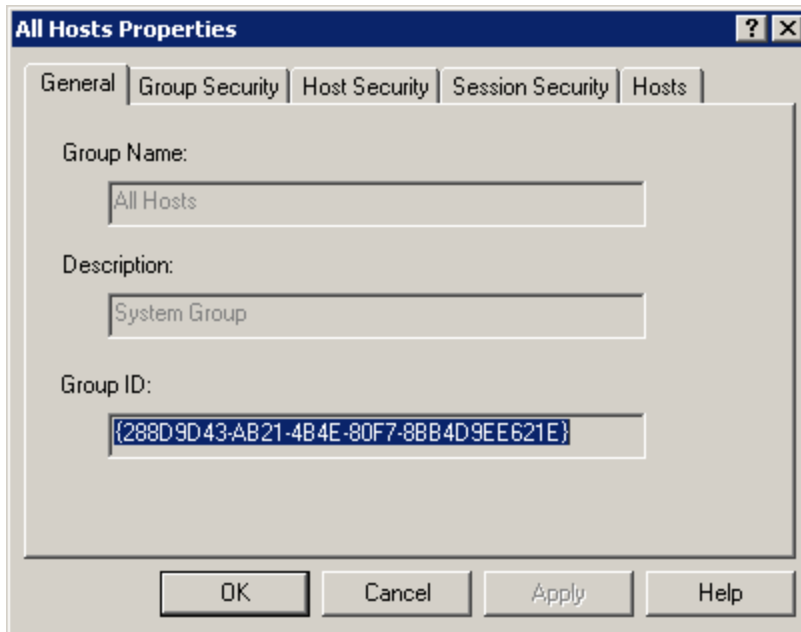 All Hosts Properties
General Group Security Host Security Session Security Hosts
Group Name:
All Hosts
Description:
System Group
Group ID:
{288D9D43-AB21-4B4E-80F7-8BB4D9EE621E}
OK Cancel Apply Help